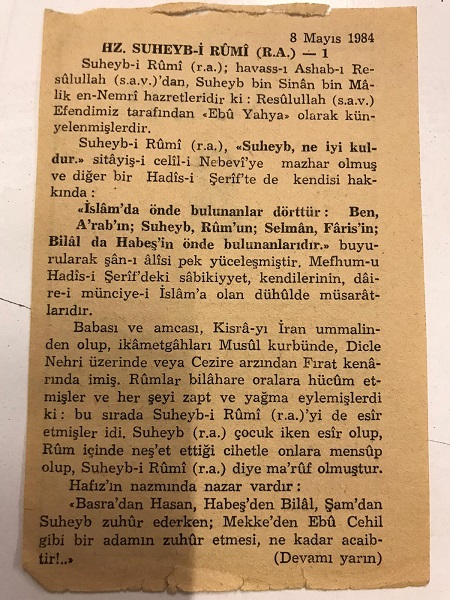 8 Mayıs 1984
HZ. SUHEYB-İ RÛMÎ (R.A.) — 1
Suheyb-i Rûmî (r.a.); havass-ı Ashab-ı Re-
sûlullah (s.a.v.)'dan, Suheyb bin Sinân bin Mâ-
lik en-Nemrî hazretleridir ki : Resûlullah (s.a.v.)
Efendimiz tarafından «Ebû Yahya» olarak kün-
yelenmişlerdir.
Suheyb-i Rûmî (r.a.), «Suheyb, ne iyi kul-
dur.» sitâyiş-i celîl-i Nebevî'ye mazhar olmuş
ve diğer bir Hadîs-i Şerîf'te de kendisi hak-
kında :
«İslâm'da önde bulunanlar dörttür : Ben,
A'rab'ın; Suheyb, Rûm'un; Selmân, Fâris'in;
Bilâl da Habeş'in önde bulunanlarıdır.» buyu-
rularak şân-ı âlîsi pek yüceleşmiştir. Mefhum-u
Hadîs-i Şerîf'deki sâbikiyyet, kendilerinin, dâi-
re-i münciye-i İslâm'a olan dühûlde müsarât-
larıdır.
Babası ve amcası, Kisrâ-yı İran ummalin-
den olup, ikâmetgâhları Musûl kurbünde, Dicle
Nehri üzerinde veya Cezire arzından Fırat kenâ-
rında imiş. Rûmlar bilâhare oralara hücûm et-
mişler ve her şeyi zapt ve yağma eylemişlerdi
ki : bu sırada Suheyb-i Rûmî (r.a.)'yi de esîr
etmişler idi. Suheyb (r.a.) çocuk iken esir olup,
Rûm içinde neş'et ettiği cihetle onlara mensûp
olup, Suheyb-i Rûmî (r.a.) diye ma'rûf olmuştur.
Hafız'ın nazmında nazar vardır :
«Basra'dan Hasan, Habeş'den Bilâl, Şam'dan
Suheyb zuhûr ederken; Mekke'den Ebû Cehil
gibi bir adamın zuhûr etmesi, ne kadar acaib-
tir!..» (Devamı yarın)